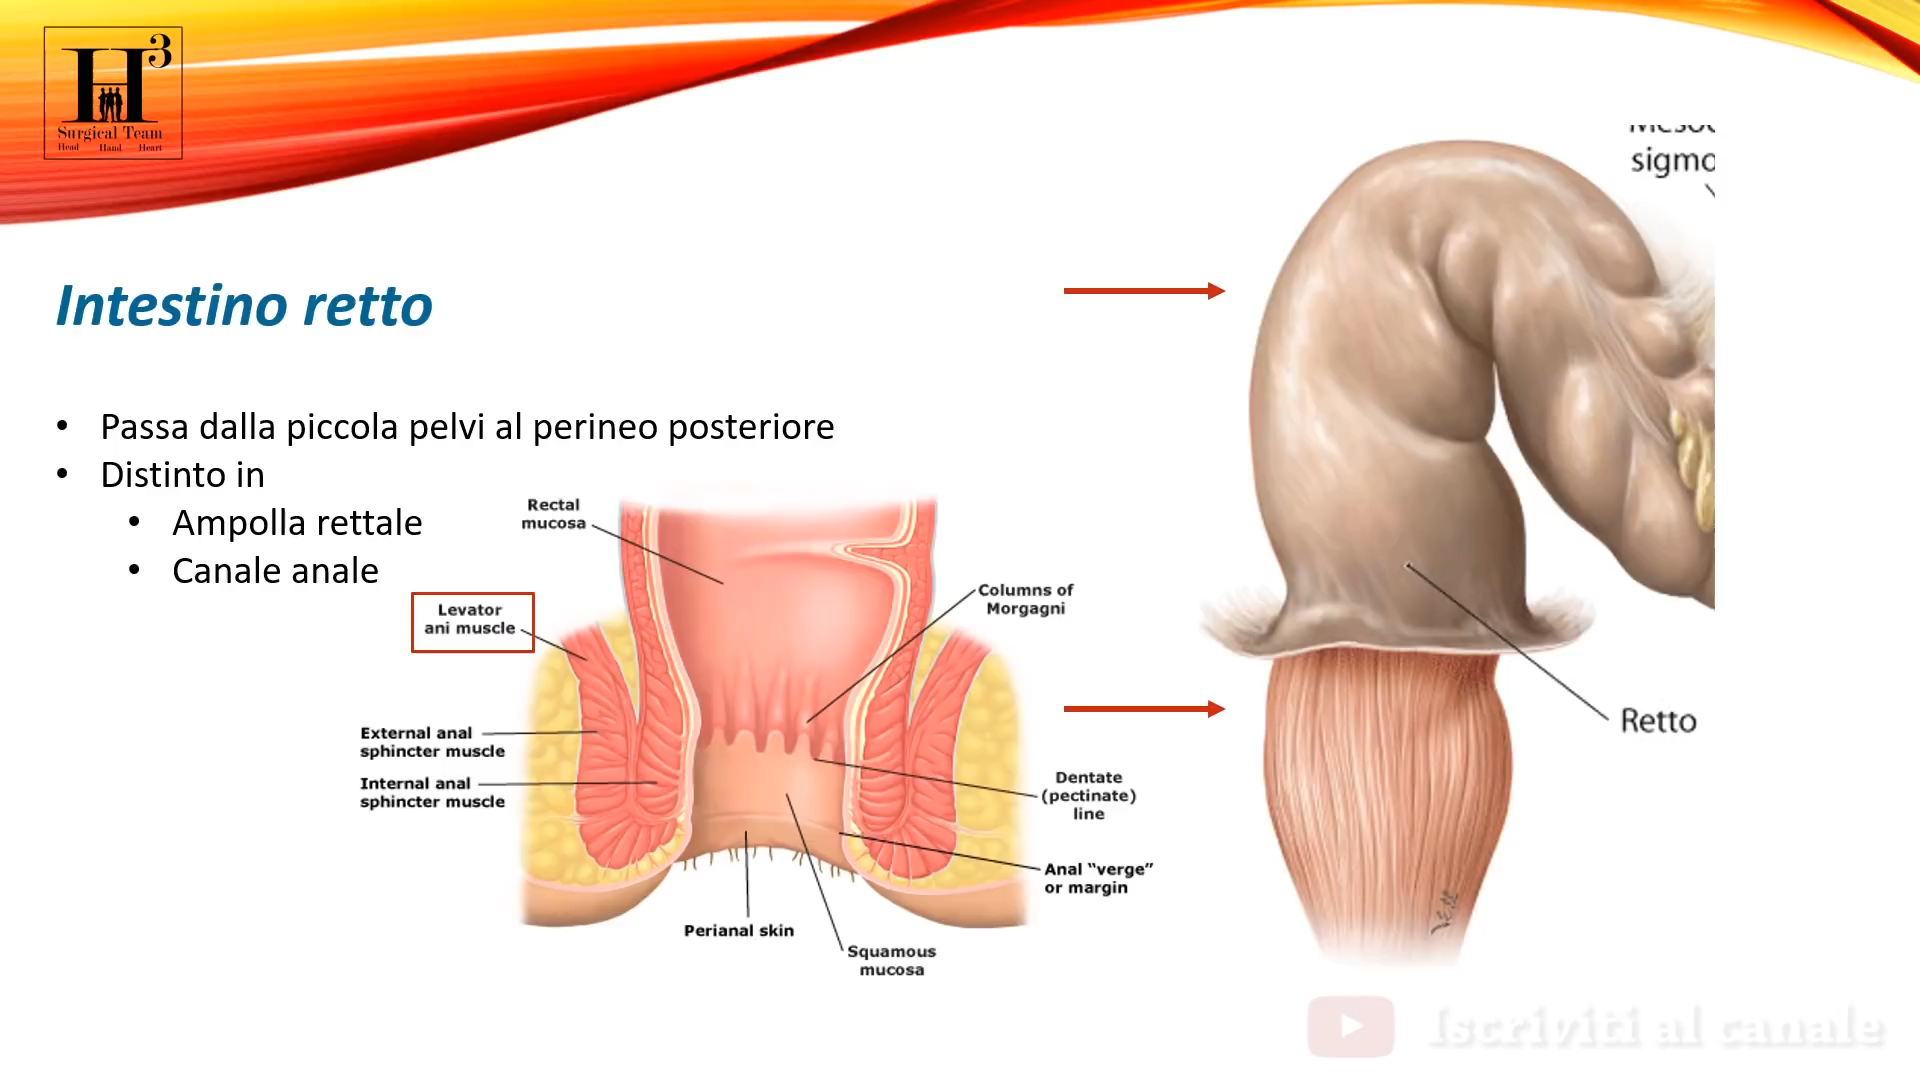 H3
Surgical Team
Head Hand Heart
sigmo
Intestino retto
• Passa dalla piccola pelvi al perineo posteriore
• Distinto in
• Ampolla rettale
• Canale anale
Rectal
mucosa
Columns of
Morgagni
Levator
ani muscle
External anal
sphincter muscle
Internal anal
sphincter muscle
Dentate
(pectinate)
line
Anal “verge”
or margin
Perianal skin
Squamous
mucosa
Retto
Iscriviti al canale